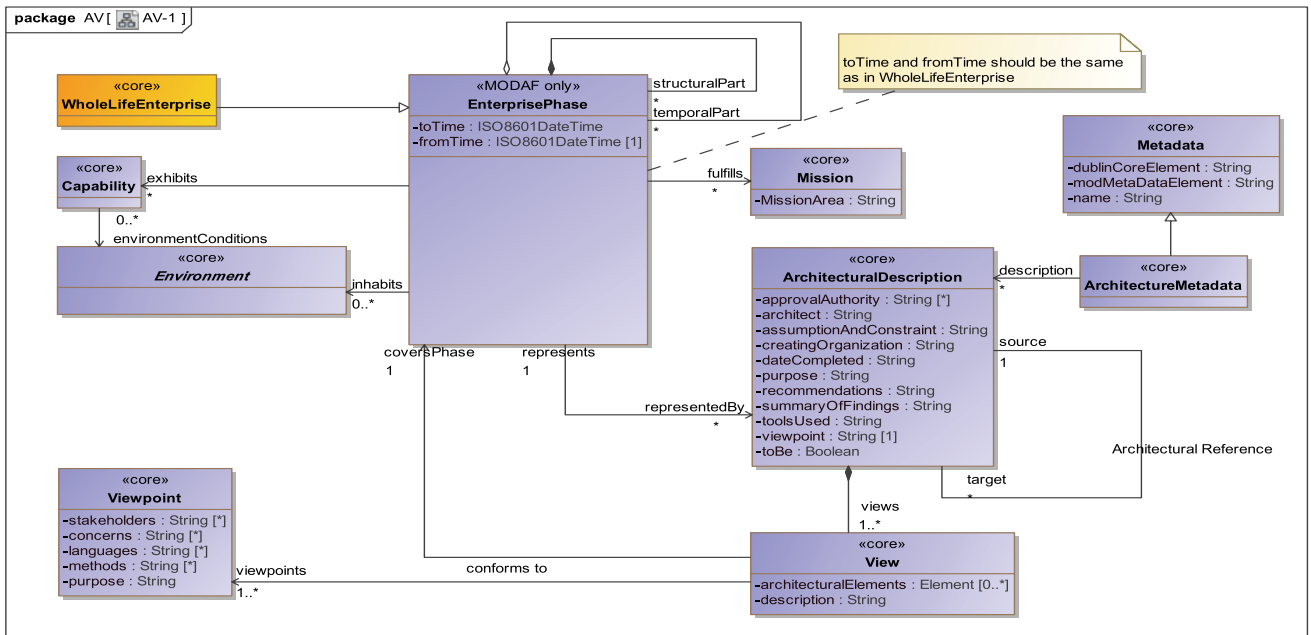 package AV [ AV-1 ]
toTime and fromTime should be the same
as in WholeLifeEnterprise
«core»
WholeLifeEnterprise
«MODAF only»
EnterprisePhase
-toTime : ISO8601DateTime
-fromTime : ISO8601DateTime [1]
structuralPart
*
temporalPart
*
«core»
Metadata
-dublinCoreElement : String
-modMetaDataElement : String
-name : String
«core»
Capability
exhibits
*
fulfills
*
«core»
Mission
-MissionArea : String
0..*
environmentConditions
«core»
Environment
inhabits
0..*
«core»
ArchitecturalDescription
-approvalAuthority : String [*]
-architect : String
-assumptionAndConstraint : String
-creatingOrganization : String
-dateCompleted : String
-purpose : String
-recommendations : String
-summaryOfFindings : String
-toolsUsed : String
-viewpoint : String [1]
-toBe : Boolean
description
*
«core»
ArchitectureMetadata
coversPhase
1
represents
1
source
1
representedBy
*
Architectural Reference
target
*
«core»
Viewpoint
-stakeholders : String [*]
-concerns : String [*]
-languages : String [*]
-methods : String [*]
-purpose : String
views
1..*
viewpoints
1..*
conforms to
«core»
View
-architecturalElements : Element [0..*]
-description : String